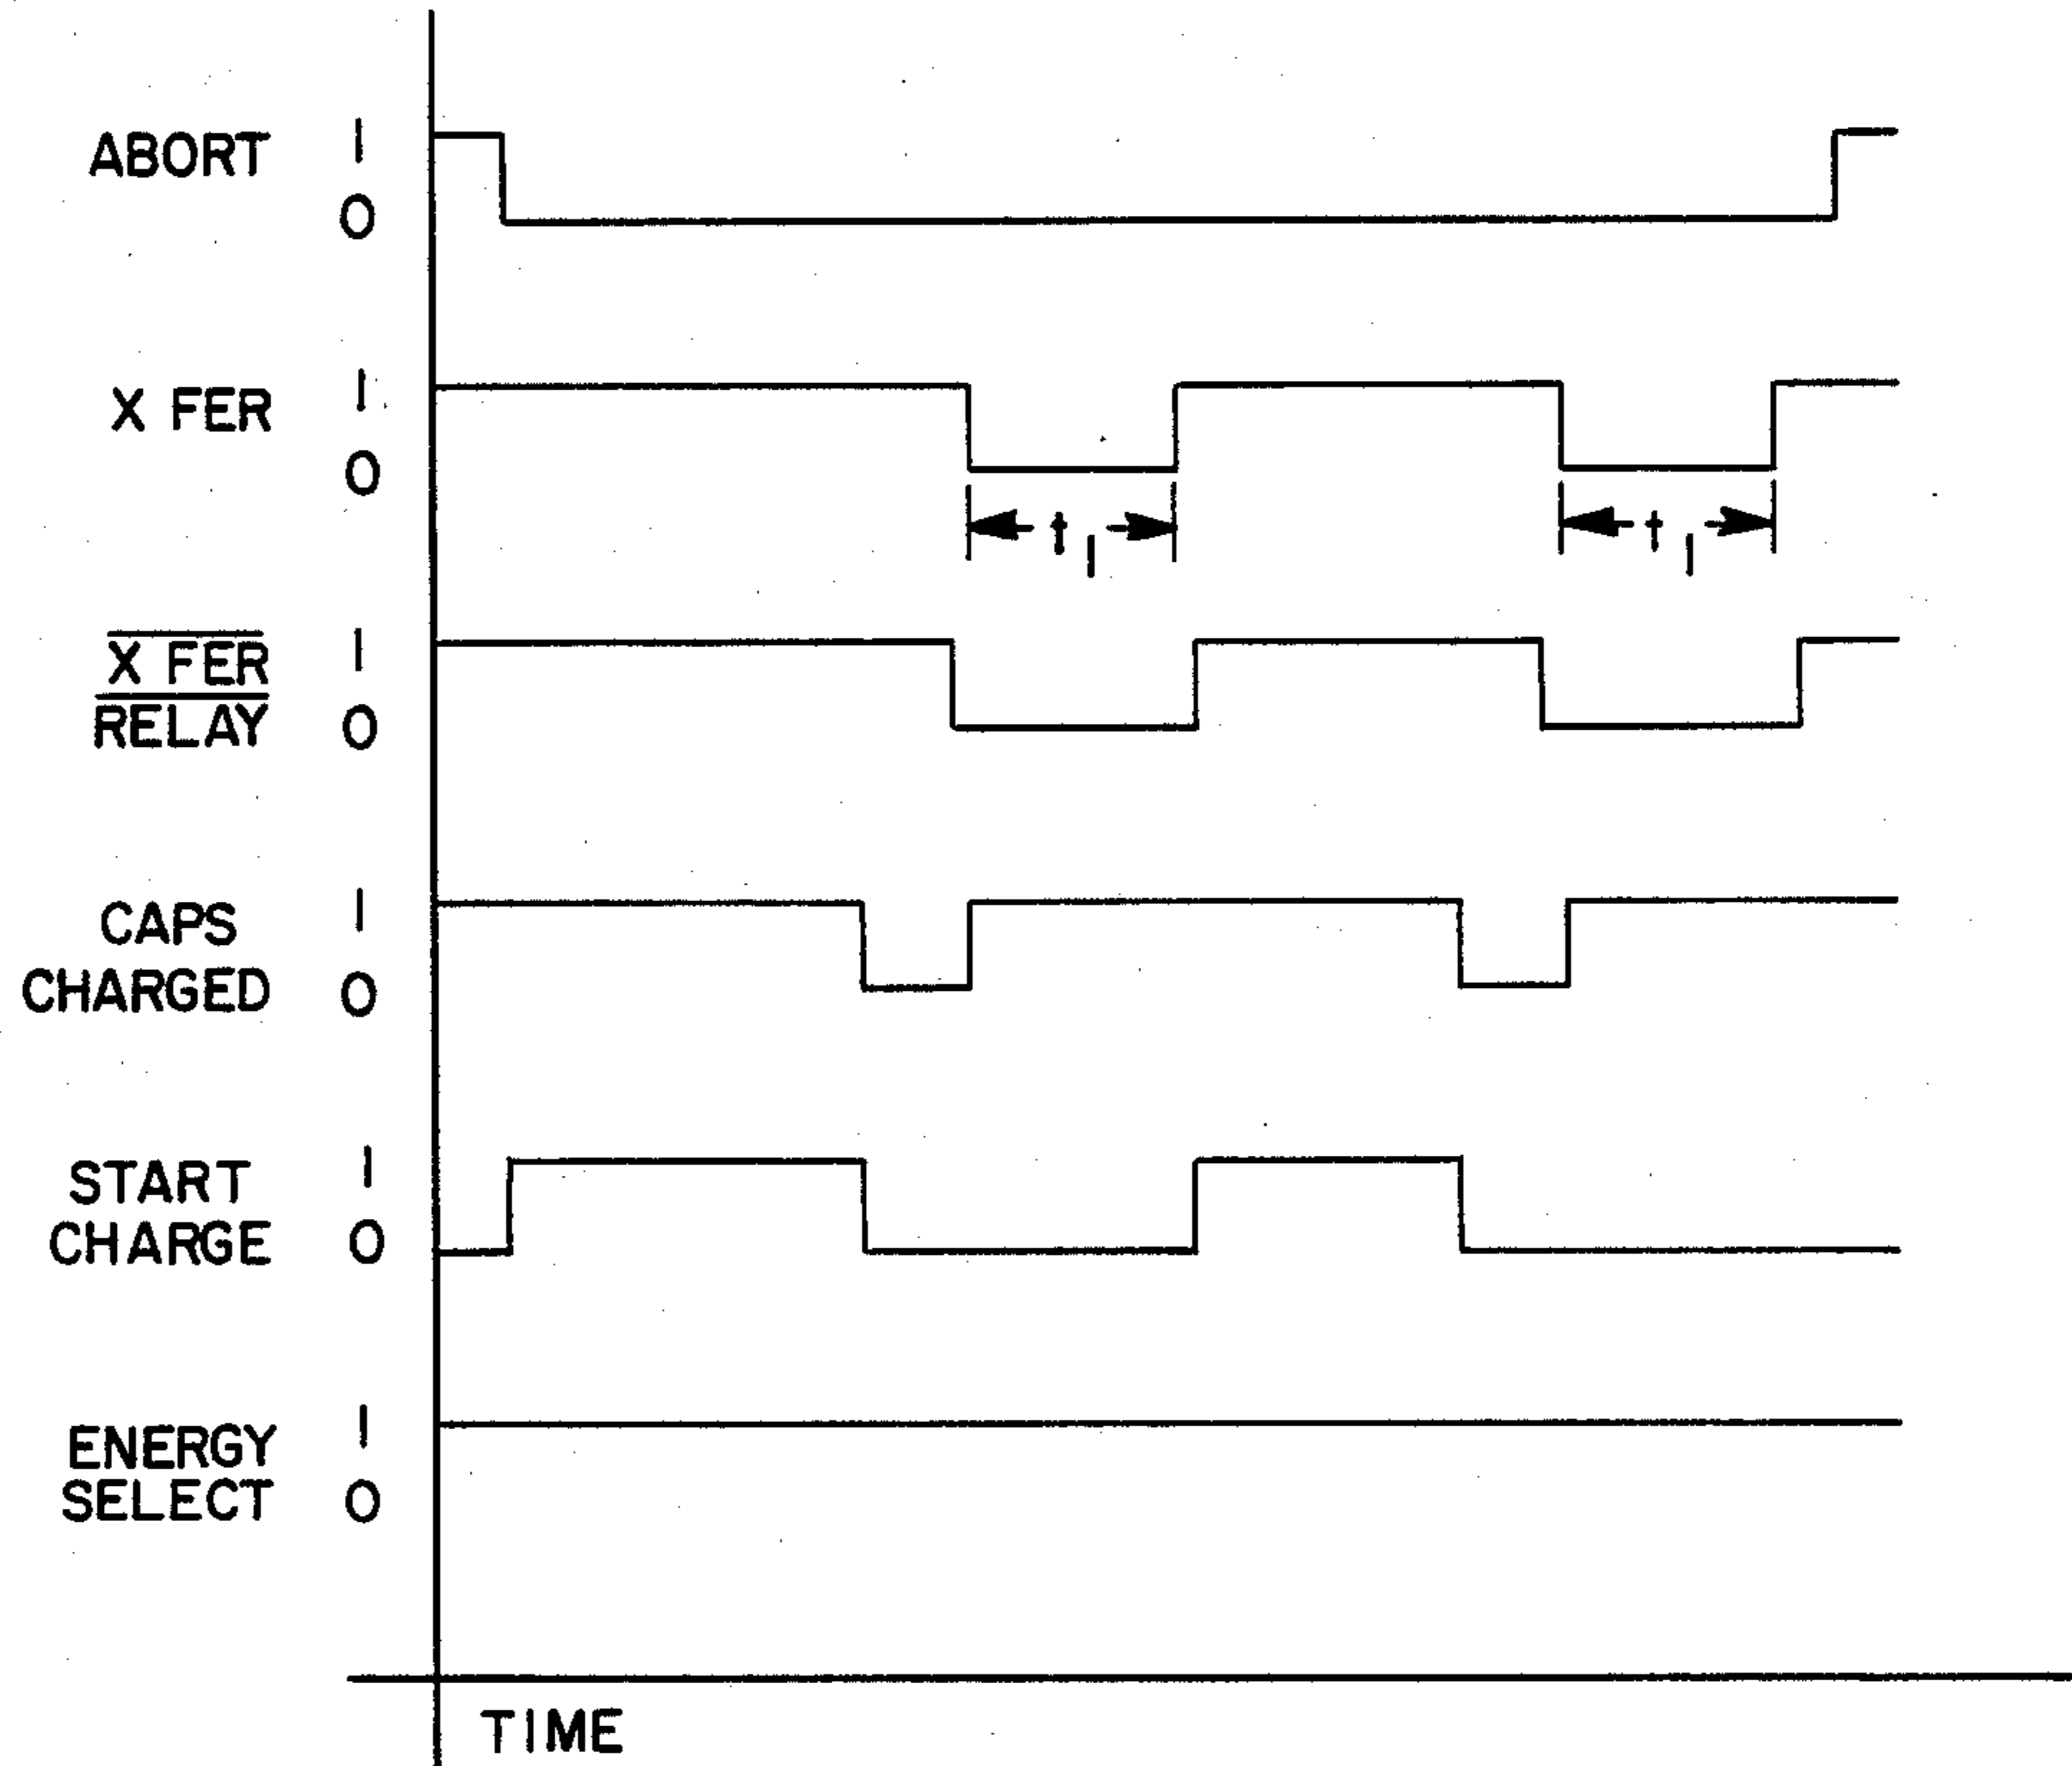 ABORT 1
0
X FER 1
0
t1 t1
X FER 1
RELAY 0
CAPS 1
CHARGED 0
START 1
CHARGE 0
ENERGY 1
SELECT 0
TIME